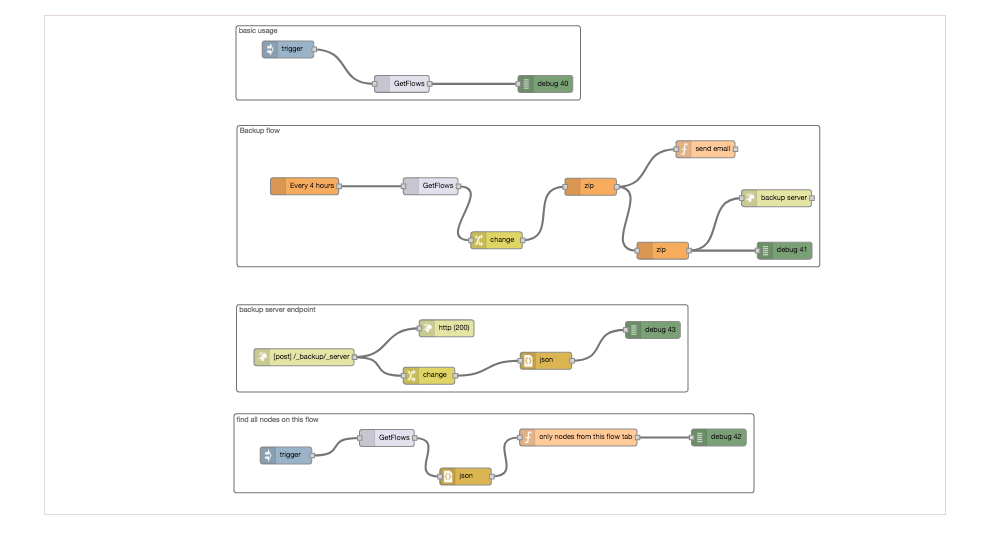 basic usage
trigger
GetFlows
debug 40
Backup flow
send email
Every 4 hours
GetFlows
zip
backup server
change
zip
debug 41
backup server endpoint
http (200)
debug 43
[post] /_backup/_server
json
change
find all nodes on this flow
GetFlows
only nodes from this flow tab
debug 42
trigger
json